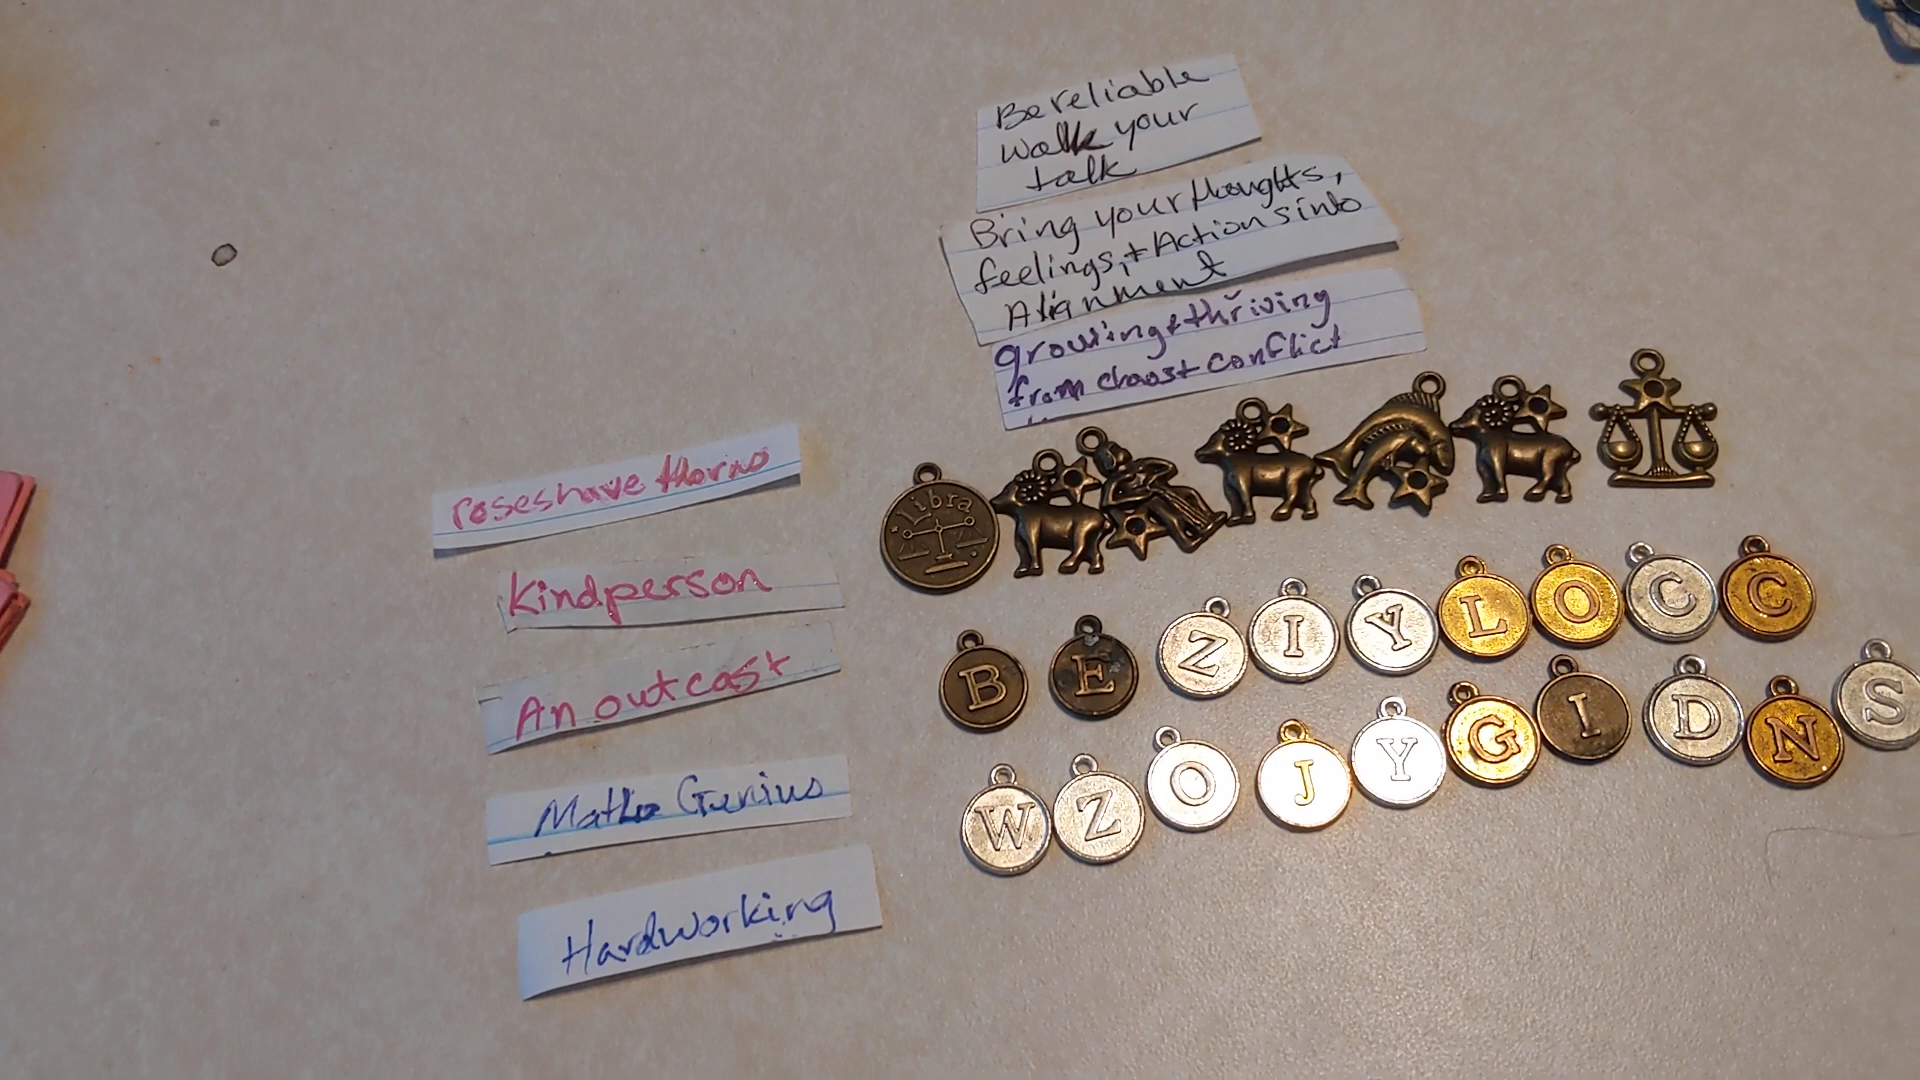 Be reliable
walk your
talk
Bring your thoughts,
feelings, + Actions into
Alignment
growing + thriving
from chaos + conflict
roses have thorns
Kind person
An outcast
Math Genius
Hardworking
libra
B E Z I Y L O C C
W Z O J Y G I D N S